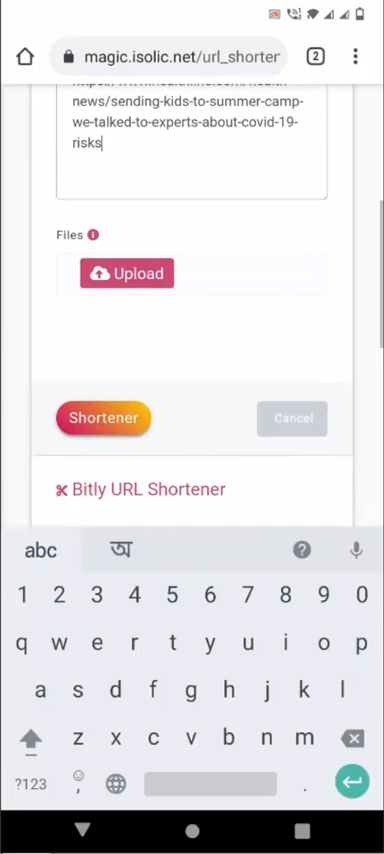 magic.isolic.net/url_shorter
2
news/sending-kids-to-summer-camp-
we-talked-to-experts-about-covid-19-
risks
Files
Upload
Shortener
Cancel
Bitly URL Shortener
abc অ
1 2 3 4 5 6 7 8 9 0
q w e r t y u i o p
a s d f g h j k l
z x c v b n m
?123 , .